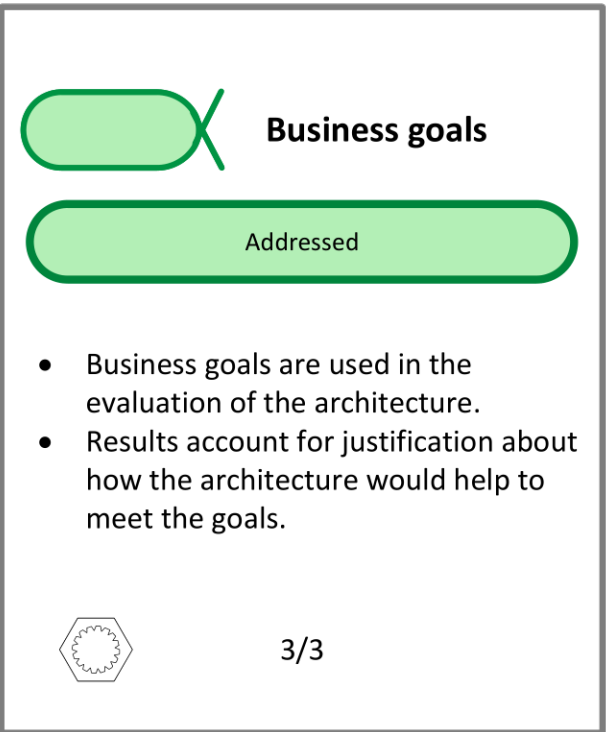 Business goals
Addressed
• Business goals are used in the
evaluation of the architecture.
• Results account for justification about
how the architecture would help to
meet the goals.
3/3